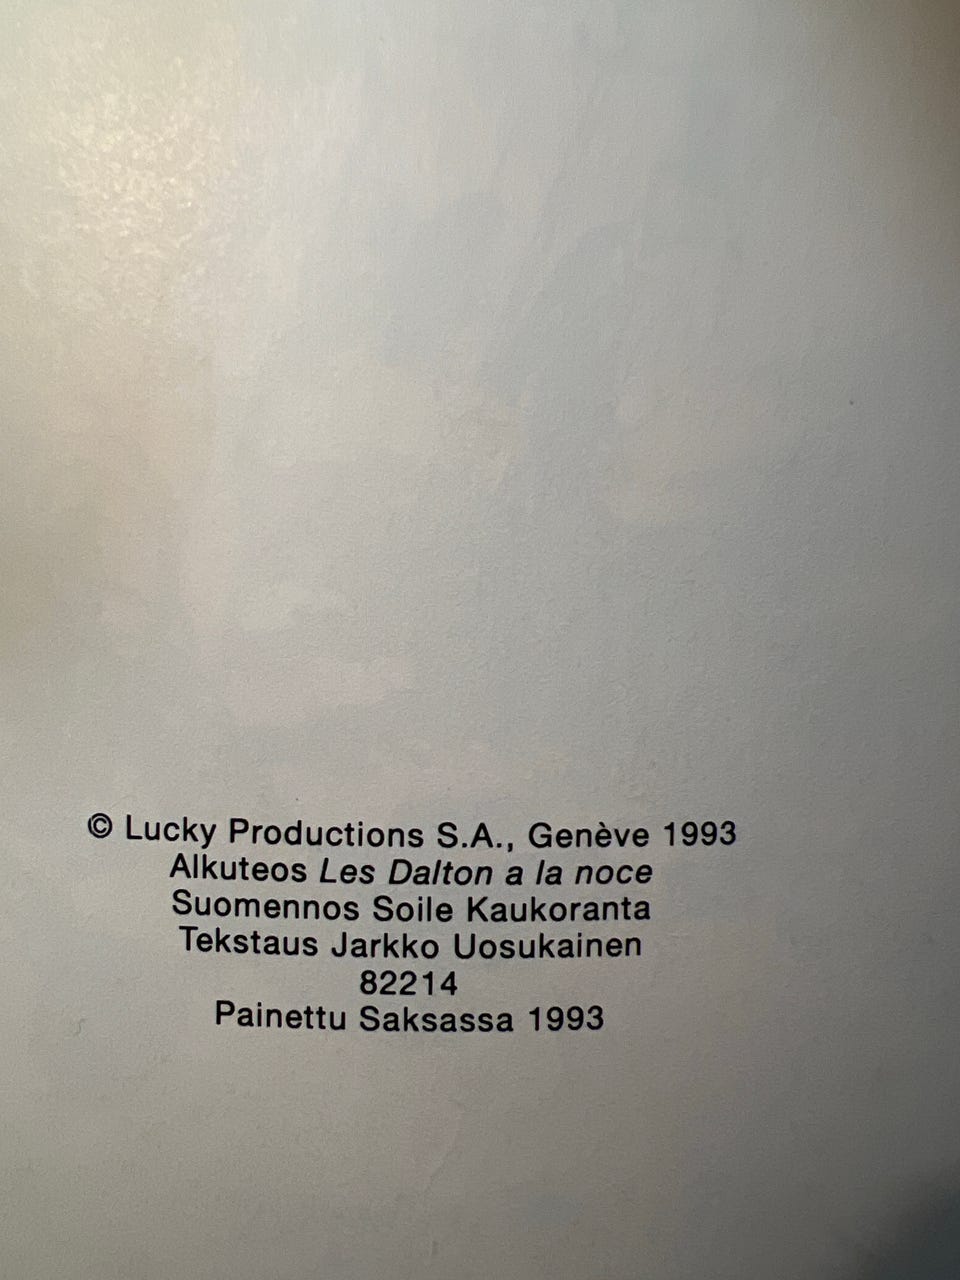 © Lucky Productions S.A., Genève 1993
Alkuteos Les Dalton a la noce
Suomennos Soile Kaukoranta
Tekstaus Jarkko Uosukainen
82214
Painettu Saksassa 1993